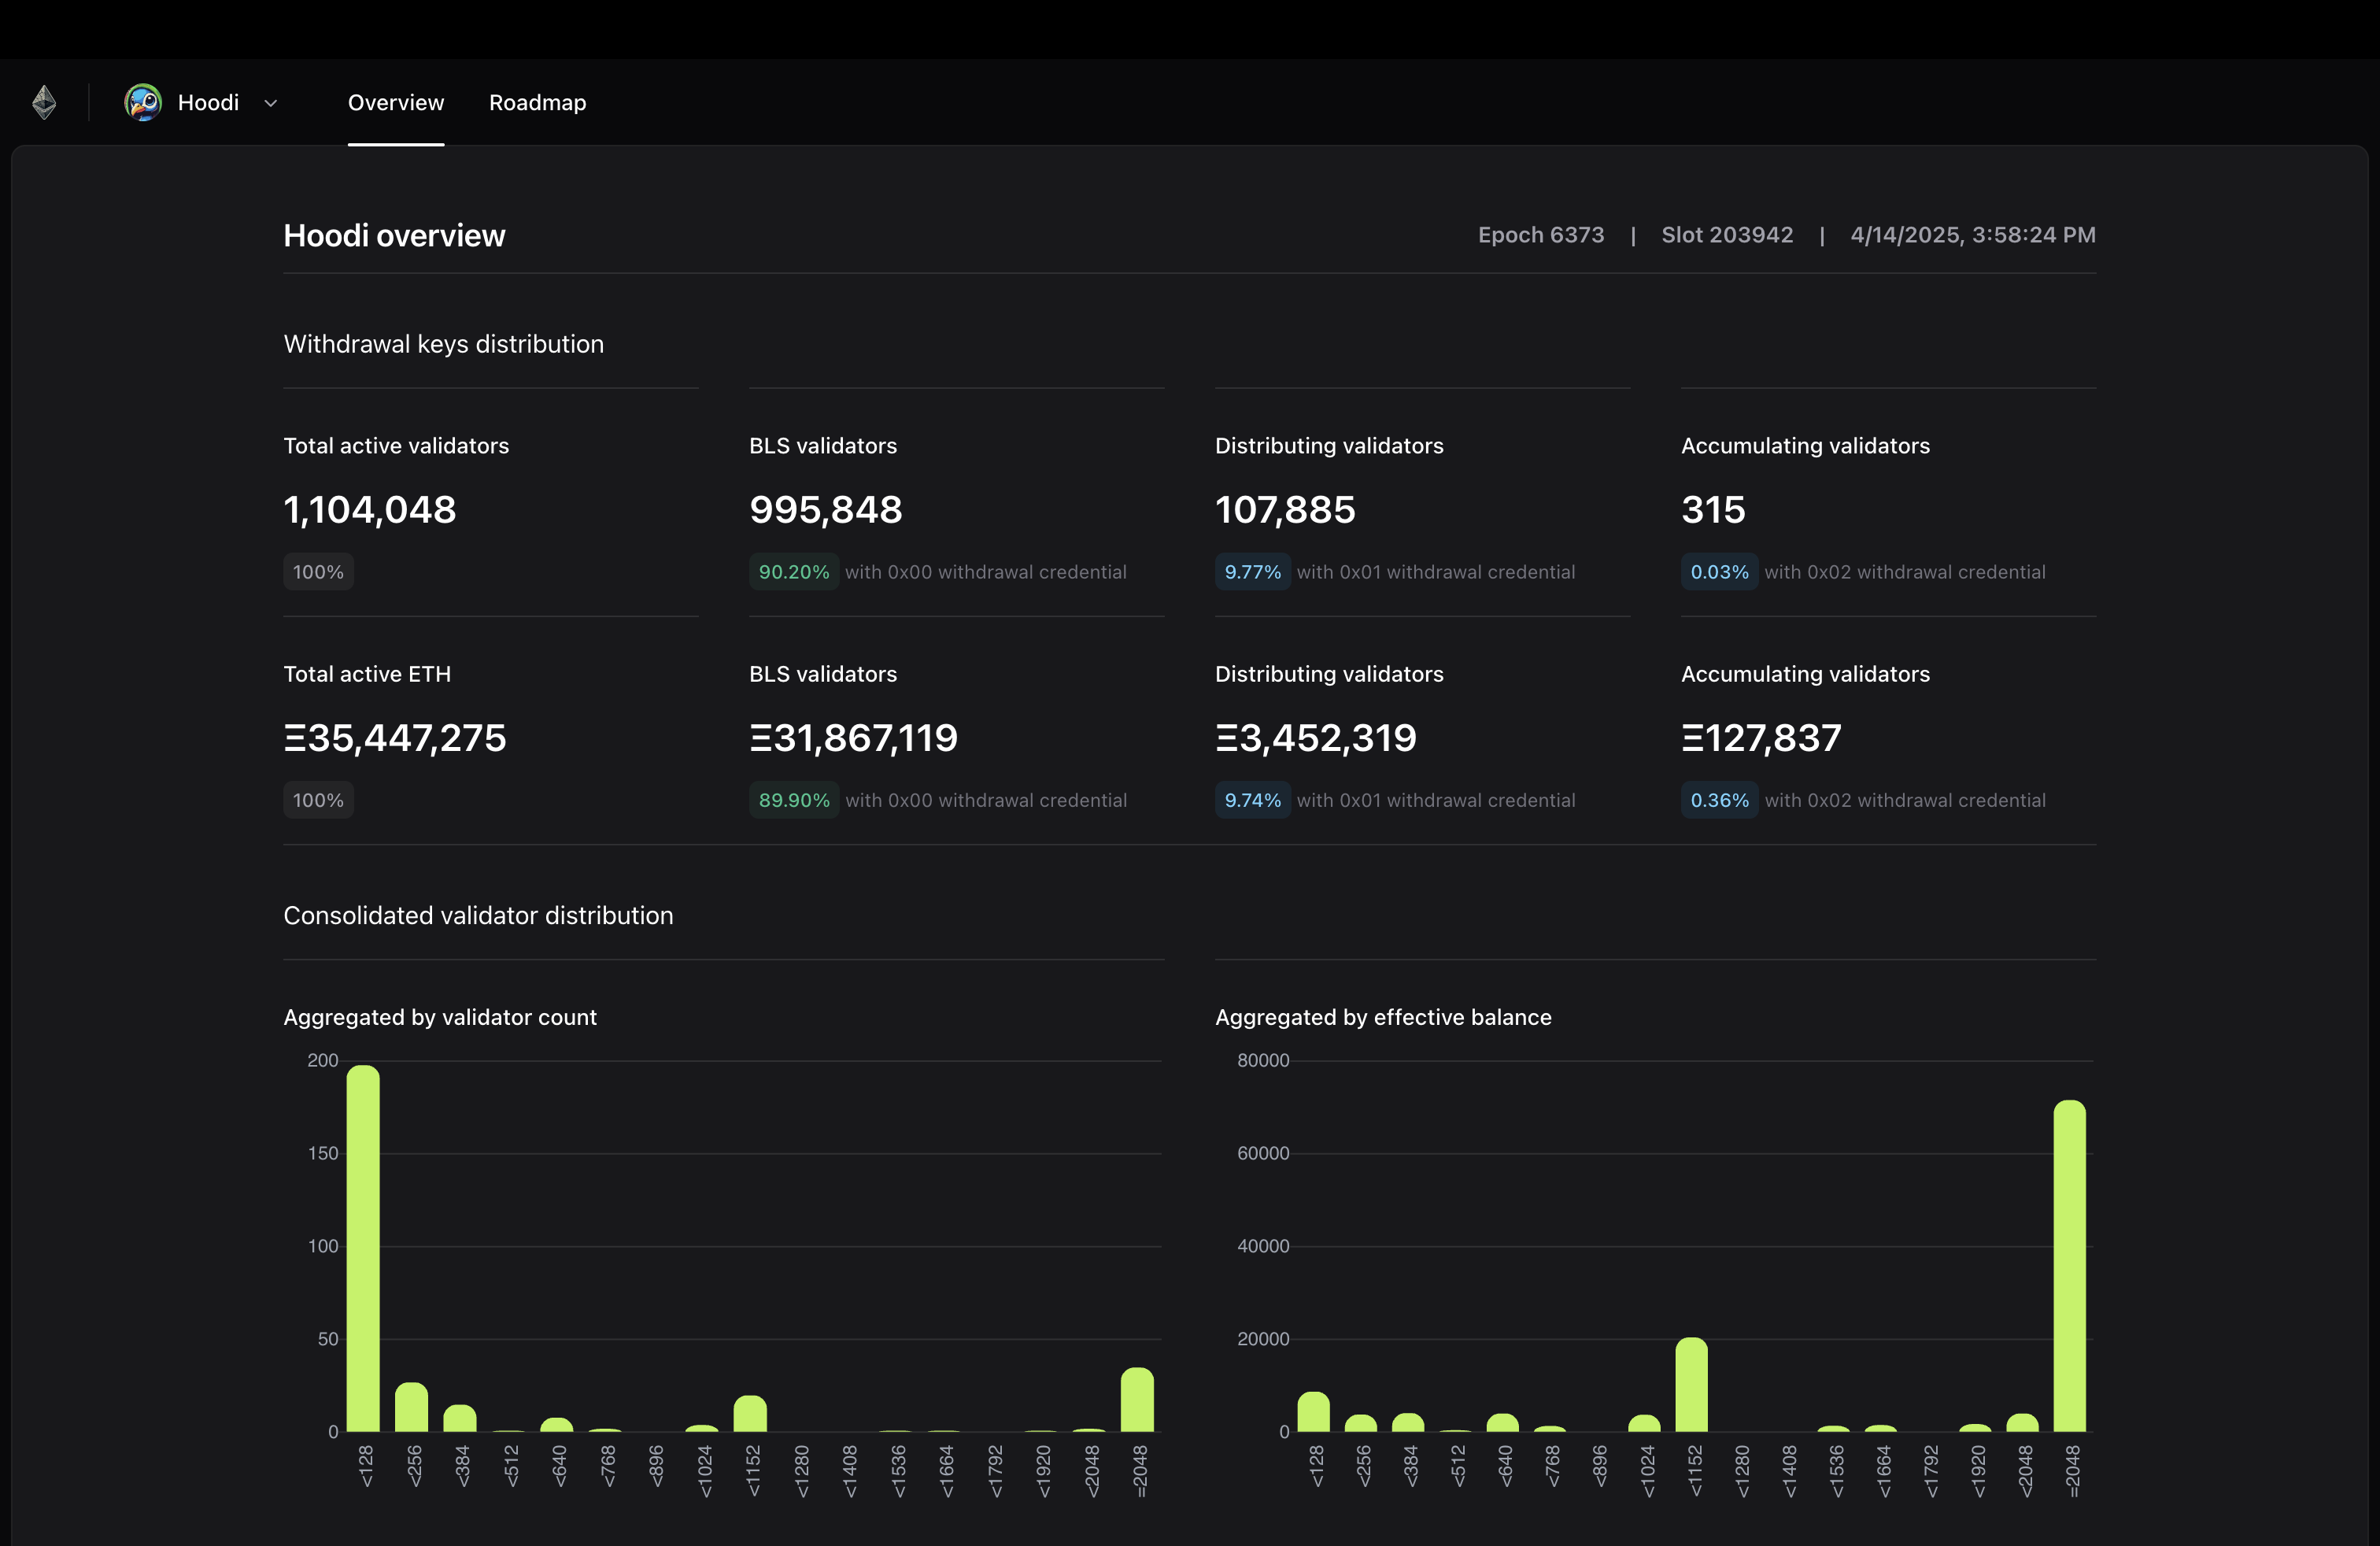 Hoodi
Overview
Roadmap
Hoodi overview
Epoch 6373 | Slot 203942 | 4/14/2025, 3:58:24 PM
Withdrawal keys distribution
Total active validators
1,104,048
100%
BLS validators
995,848
90.20% with 0x00 withdrawal credential
Distributing validators
107,885
9.77% with 0x01 withdrawal credential
Accumulating validators
315
0.03% with 0x02 withdrawal credential
Total active ETH
Ξ35,447,275
100%
BLS validators
Ξ31,867,119
89.90% with 0x00 withdrawal credential
Distributing validators
Ξ3,452,319
9.74% with 0x01 withdrawal credential
Accumulating validators
Ξ127,837
0.36% with 0x02 withdrawal credential
Consolidated validator distribution
Aggregated by validator count
200
150
100
50
0
<128
<256
<384
<512
<640
<768
<896
<1024
<1152
<1280
<1408
<1536
<1664
<1792
<1920
<2048
=2048
Aggregated by effective balance
80000
60000
40000
20000
0
<128
<256
<384
<512
<640
<768
<896
<1024
<1152
<1280
<1408
<1536
<1664
<1792
<1920
<2048
=2048